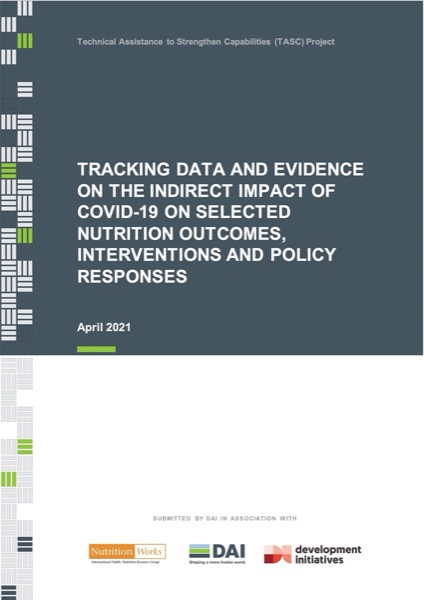 Technical Assistance to Strengthen Capabilities (TASC) Project
TRACKING DATA AND EVIDENCE
ON THE INDIRECT IMPACT OF
COVID-19 ON SELECTED
NUTRITION OUTCOMES,
INTERVENTIONS AND POLICY
RESPONSES
April 2021
SUBMITTED BY DAI IN ASSOCIATION WITH
Nutrition Works
International Public Nutrition Resource Group
DAI
Shaping a more livable world.
development
initiatives